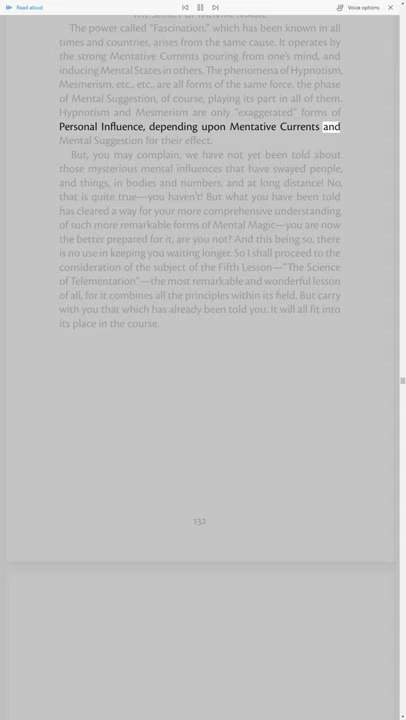 Read aloud
Voice options
THE SECRET OF MENTAL MAGIC
The power called "Fascination," which has been known in all
times and countries, arises from the same cause. It operates by
the strong Mentative Currents pouring from one's mind, and
inducing Mental States in others. The phenomena of Hypnotism,
Mesmerism, etc., etc., are all forms of the same force, the phase
of Mental Suggestion, of course, playing its part in all of them.
Hypnotism and Mesmerism are only "exaggerated" forms of
Personal Influence, depending upon Mentative Currents and
Mental Suggestion for their effect.
But, you may complain, we have not yet been told about
those mysterious mental influences that have swayed people,
and things, in bodies and numbers, and at long distance! No,
that is quite true—you haven't! But what you have been told
has cleared a way for your more comprehensive understanding
of such more remarkable forms of Mental Magic—you are now
the better prepared for it, are you not? And this being so, there
is no use in keeping you waiting longer. So I shall proceed to the
consideration of the subject of the Fifth Lesson—"The Science
of Telementation"—the most remarkable and wonderful lesson
of all, for it combines all the principles within its field. But carry
with you that which has already been told you. It will all fit into
its place in the course.
132